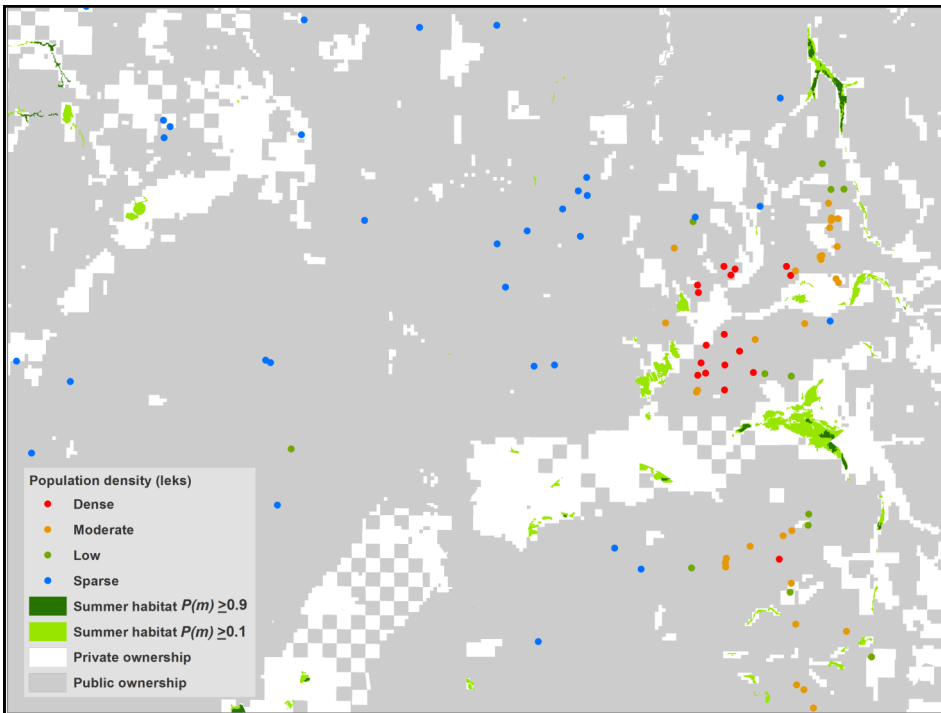 Population density (leks)
Dense
Moderate
Low
Sparse
Summer habitat P(m) ≥0.9
Summer habitat P(m) ≥0.1
Private ownership
Public ownership